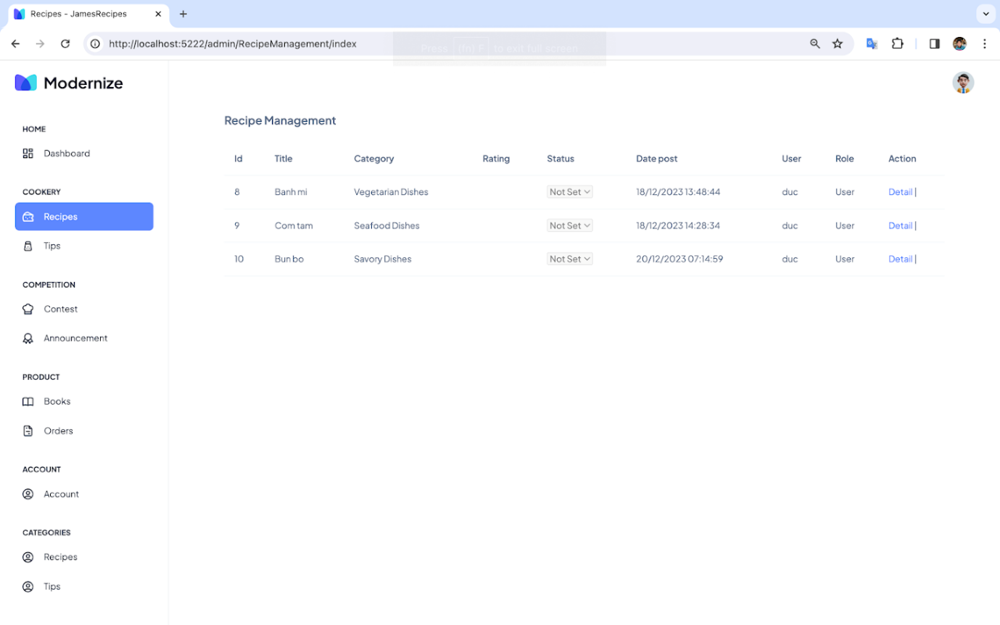 Recipes - JamesRecipes
http://localhost:5222/admin/RecipeManagement/index
Press (fn) F to exit full screen
Modernize
HOME
Dashboard
COOKERY
Recipes
Tips
COMPETITION
Contest
Announcement
PRODUCT
Books
Orders
ACCOUNT
Account
CATEGORIES
Recipes
Tips
Recipe Management
Id Title Category Rating Status Date post User Role Action
8 Banh mi Vegetarian Dishes Not Set 18/12/2023 13:48:44 duc User Detail |
9 Com tam Seafood Dishes Not Set 18/12/2023 14:28:34 duc User Detail |
10 Bun bo Savory Dishes Not Set 20/12/2023 07:14:59 duc User Detail |